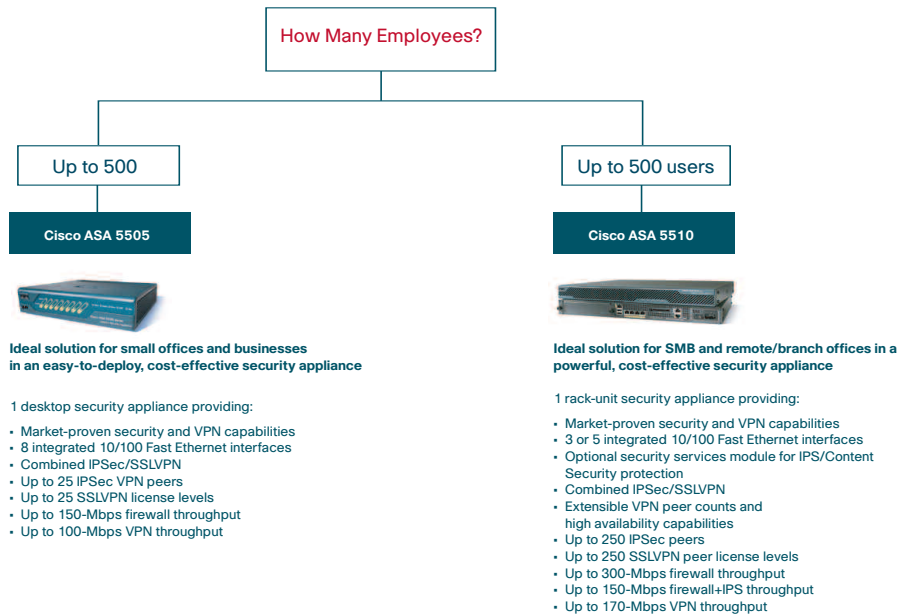 How Many Employees?
Up to 500
Cisco ASA 5505
Ideal solution for small offices and businesses
in an easy-to-deploy, cost-effective security appliance
1 desktop security appliance providing:
• Market-proven security and VPN capabilities
• 8 integrated 10/100 Fast Ethernet interfaces
• Combined IPSec/SSLVPN
• Up to 25 IPSec VPN peers
• Up to 25 SSLVPN license levels
• Up to 150-Mbps firewall throughput
• Up to 100-Mbps VPN throughput
Up to 500 users
Cisco ASA 5510
Ideal solution for SMB and remote/branch offices in a
powerful, cost-effective security appliance
1 rack-unit security appliance providing:
• Market-proven security and VPN capabilities
• 3 or 5 integrated 10/100 Fast Ethernet interfaces
• Optional security services module for IPS/Content
Security protection
• Combined IPSec/SSLVPN
• Extensible VPN peer counts and
high availability capabilities
• Up to 250 IPSec peers
• Up to 250 SSLVPN peer license levels
• Up to 300-Mbps firewall throughput
• Up to 150-Mbps firewall+IPS throughput
• Up to 170-Mbps VPN throughput